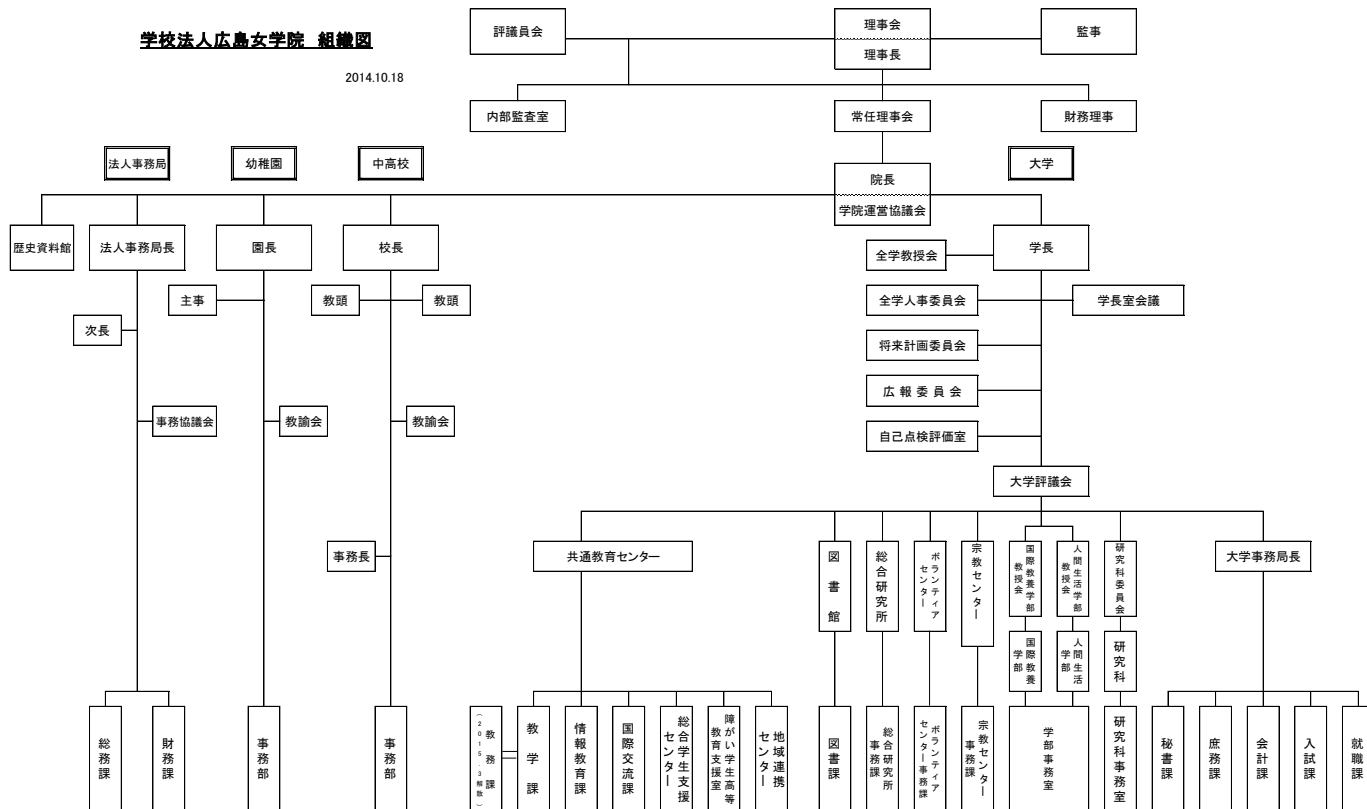 学校法人広島女学院 組織図
2014.10.18
評議員会
理事会
理事長
監事
内部監査室
常任理事会
財務理事
法人事務局
幼稚園
中高校
院長
学院運営協議会
大学
歴史資料館
法人事務局長
園長
校長
全学教授会
学長
主事
教頭
教頭
全学人事委員会
学長室会議
次長
将来計画委員会
広 報 委 員 会
事務協議会
教諭会
教諭会
自己点検評価室
大学評議会
事務長
共通教育センター
図書館
総合研究所
ボランティア
センター
宗教センター
国際教養学部
教授会
人間生活学部
教授会
研究科委員会
大学事務局長
国際教養
学部
人間生活
学部
研究科
総務課
財務課
事務部
事務部
教務課
(2015.3解散)
教学課
情報教育課
国際交流課
総合学生支援
センター
障がい学生高等
教育支援室
地域連携
センター
図書課
総合研究所
事務課
ボランティア
センター事務課
宗教センター
事務課
学部事務室
研究科事務室
秘書課
庶務課
会計課
入試課
就職課